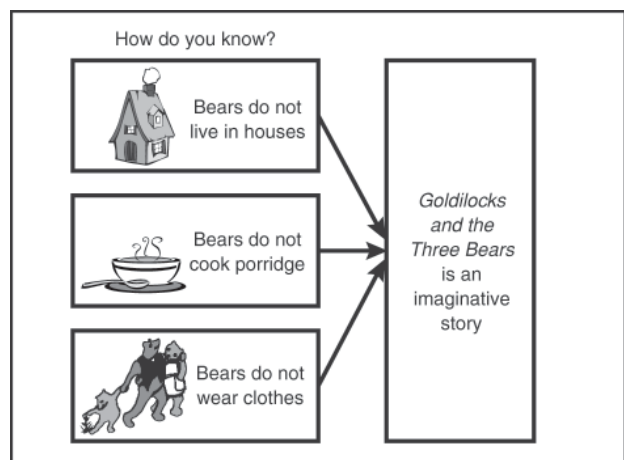 How do you know?
Bears do not
live in houses
Bears do not
cook porridge
Bears do not
wear clothes
Goldilocks
and the
Three Bears
is an
imaginative
story